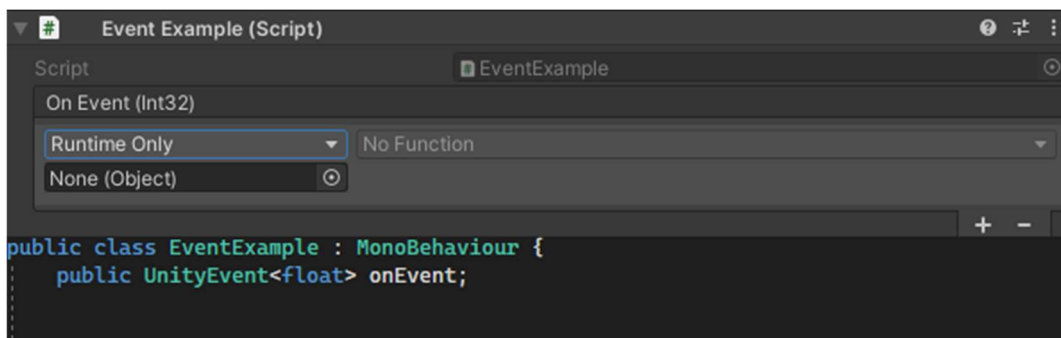 # Event Example (Script)
Script # EventExample
On Event (Int32)
Runtime Only No Function
None (Object)
+ −
public class EventExample : MonoBehaviour {
public UnityEvent<float> onEvent;